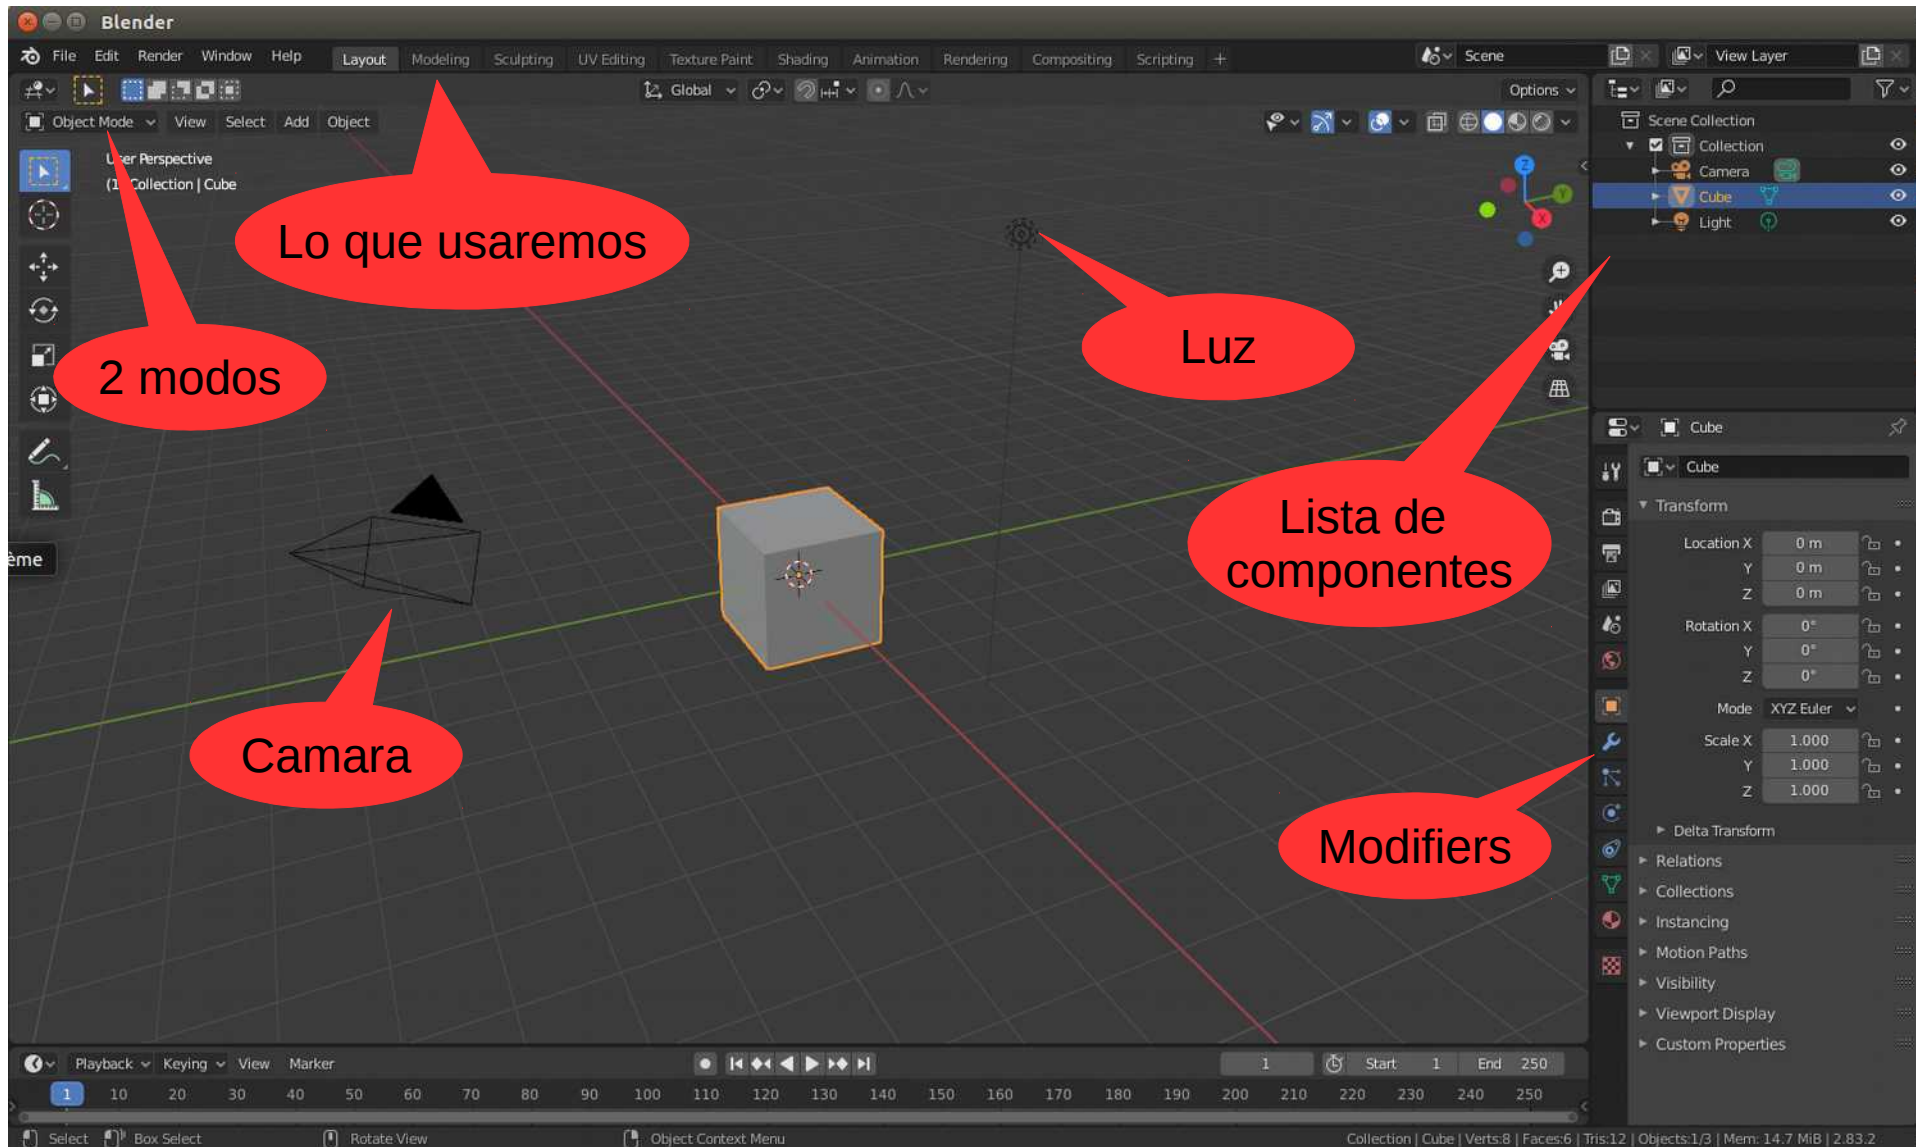 Blender
File Edit Render Window Help Layout Modeling Sculpting UV Editing Texture Paint Shading Animation Rendering Compositing Scripting + Scene View Layer
Global Options
Object Mode View Select Add Object
Scene Collection
Collection
Camera
Cube
Light
User Perspective
(1) Collection | Cube
Z
Y
X
Lo que usaremos
Luz
2 modos
Lista de
componentes
ème
Camara
Modifiers
Cube
Cube
Transform
Location X 0 m
Y 0 m
Z 0 m
Rotation X 0°
Y 0°
Z 0°
Mode XYZ Euler
Scale X 1.000
Y 1.000
Z 1.000
Delta Transform
Relations
Collections
Instancing
Motion Paths
Visibility
Viewport Display
Custom Properties
Playback Keying View Marker 1 Start 1 End 250
1 10 20 30 40 50 60 70 80 90 100 110 120 130 140 150 160 170 180 190 200 210 220 230 240 250
Select Box Select Rotate View Object Context Menu Collection | Cube | Verts:8 | Faces:6 | Tris:12 | Objects:1/3 | Mem: 14.7 MiB | 2.83.2